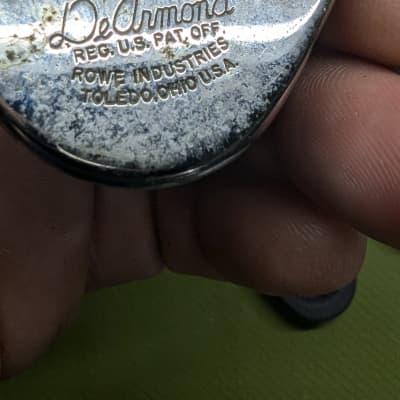 DeArmond
REG. U.S. PAT. OFF.
ROWE INDUSTRIES
TOLEDO, OHIO U.S.A.